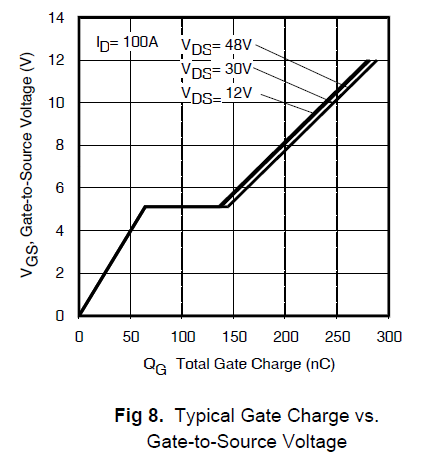 14
12
10
8
6
4
2
0
VGS, Gate-to-Source Voltage (V)
ID= 100A
VDS= 48V
VDS= 30V
VDS= 12V
0 50 100 150 200 250 300
QG Total Gate Charge (nC)
Fig 8. Typical Gate Charge vs.
Gate-to-Source Voltage